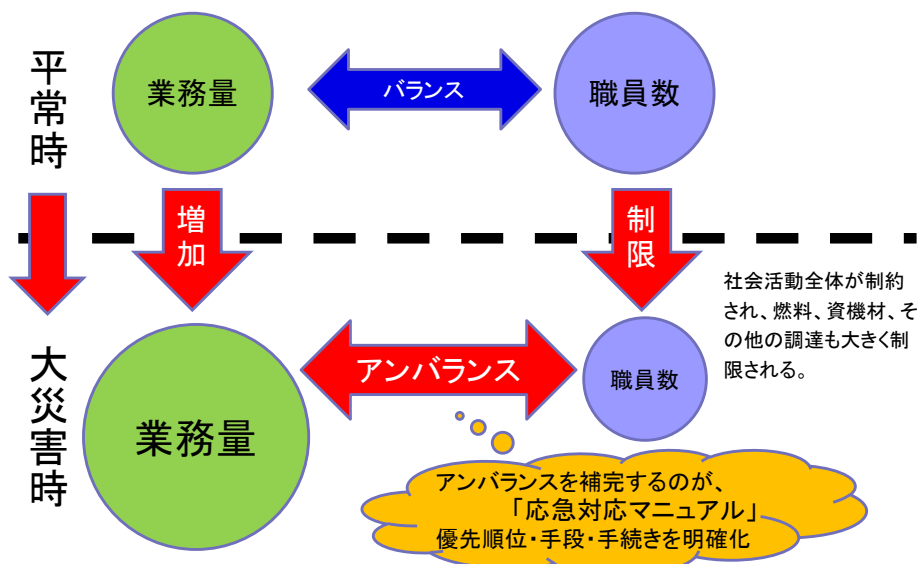 平常時
業務量
バランス
職員数
増加
制限
社会活動全体が制約
され、燃料、資機材、そ
の他の調達も大きく制
限される。
大災害時
業務量
アンバランス
職員数
アンバランスを補完するのが、
「応急対応マニュアル」
優先順位・手段・手続きを明確化